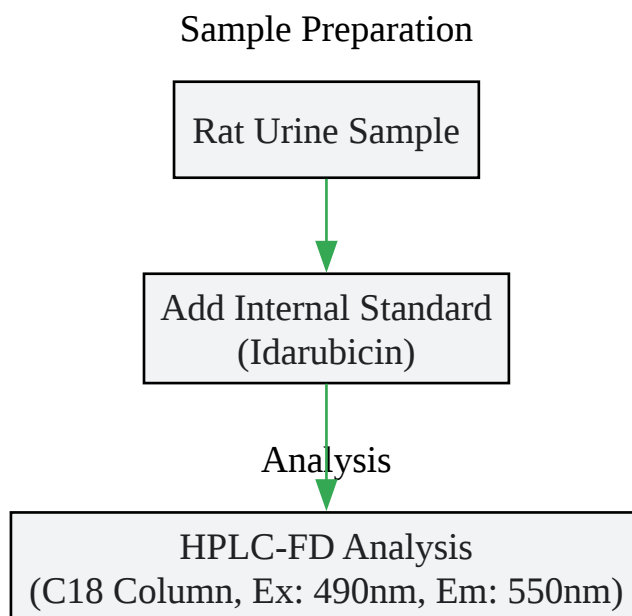 Sample Preparation
Rat Urine Sample
Add Internal Standard
(Idarubicin)
Analysis
HPLC-FD Analysis
(C18 Column, Ex: 490nm, Em: 550nm)